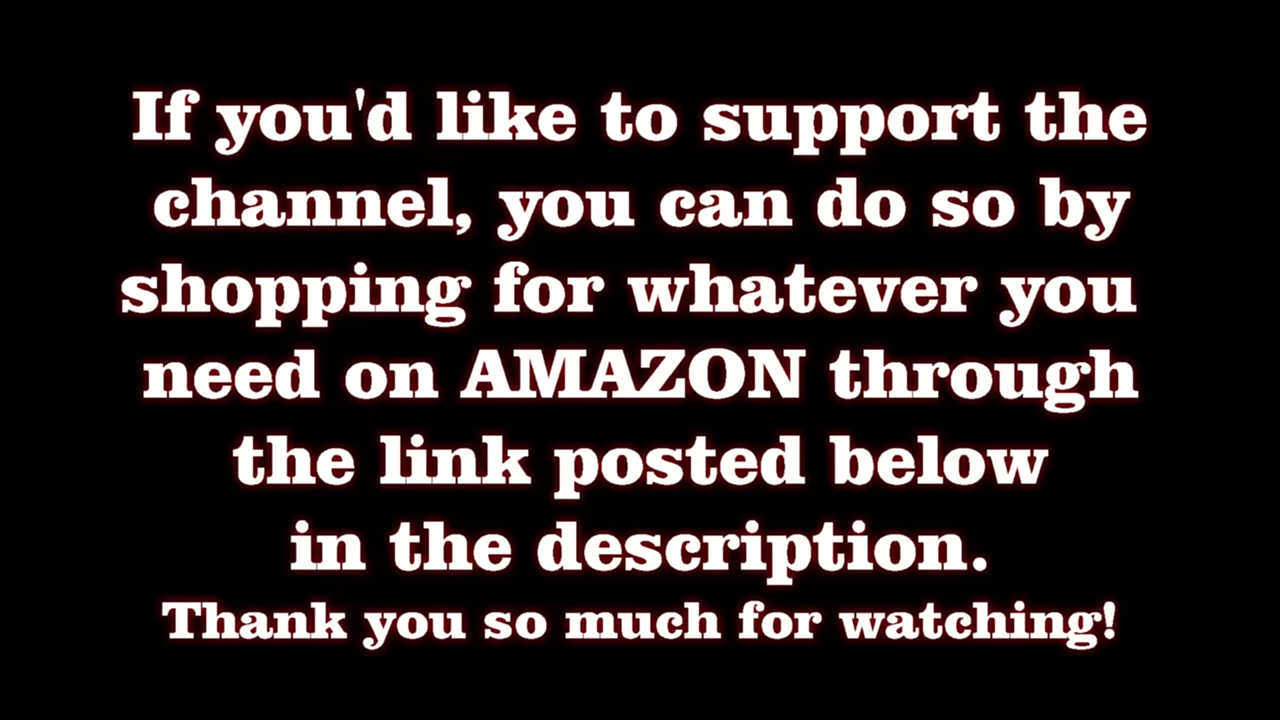 If you'd like to support the
channel, you can do so by
shopping for whatever you
need on AMAZON through
the link posted below
in the description.
Thank you so much for watching!